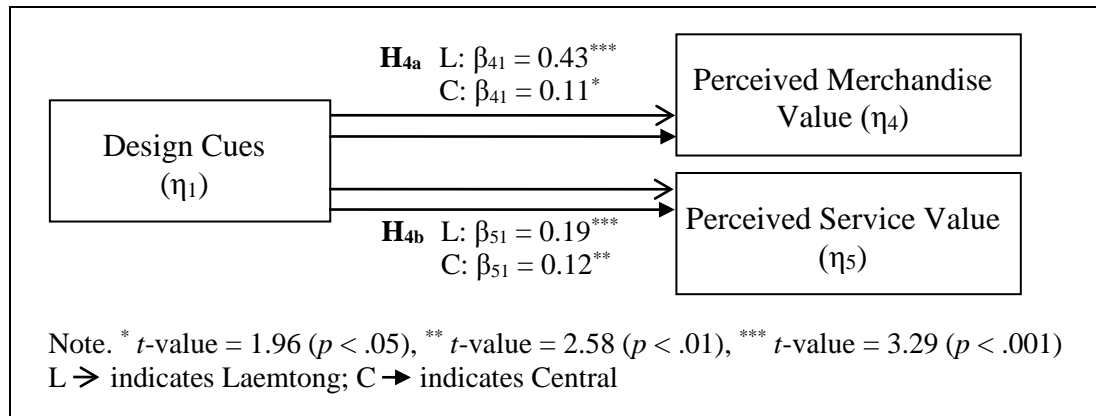 H4a L: β41 = 0.43***
C: β41 = 0.11*
Perceived Merchandise
Value (η4)
Design Cues
(η1)
H4b L: β51 = 0.19***
C: β51 = 0.12**
Perceived Service Value
(η5)
Note. * t-value = 1.96 (p < .05), ** t-value = 2.58 (p < .01), *** t-value = 3.29 (p < .001)
L → indicates Laemtong; C → indicates Central